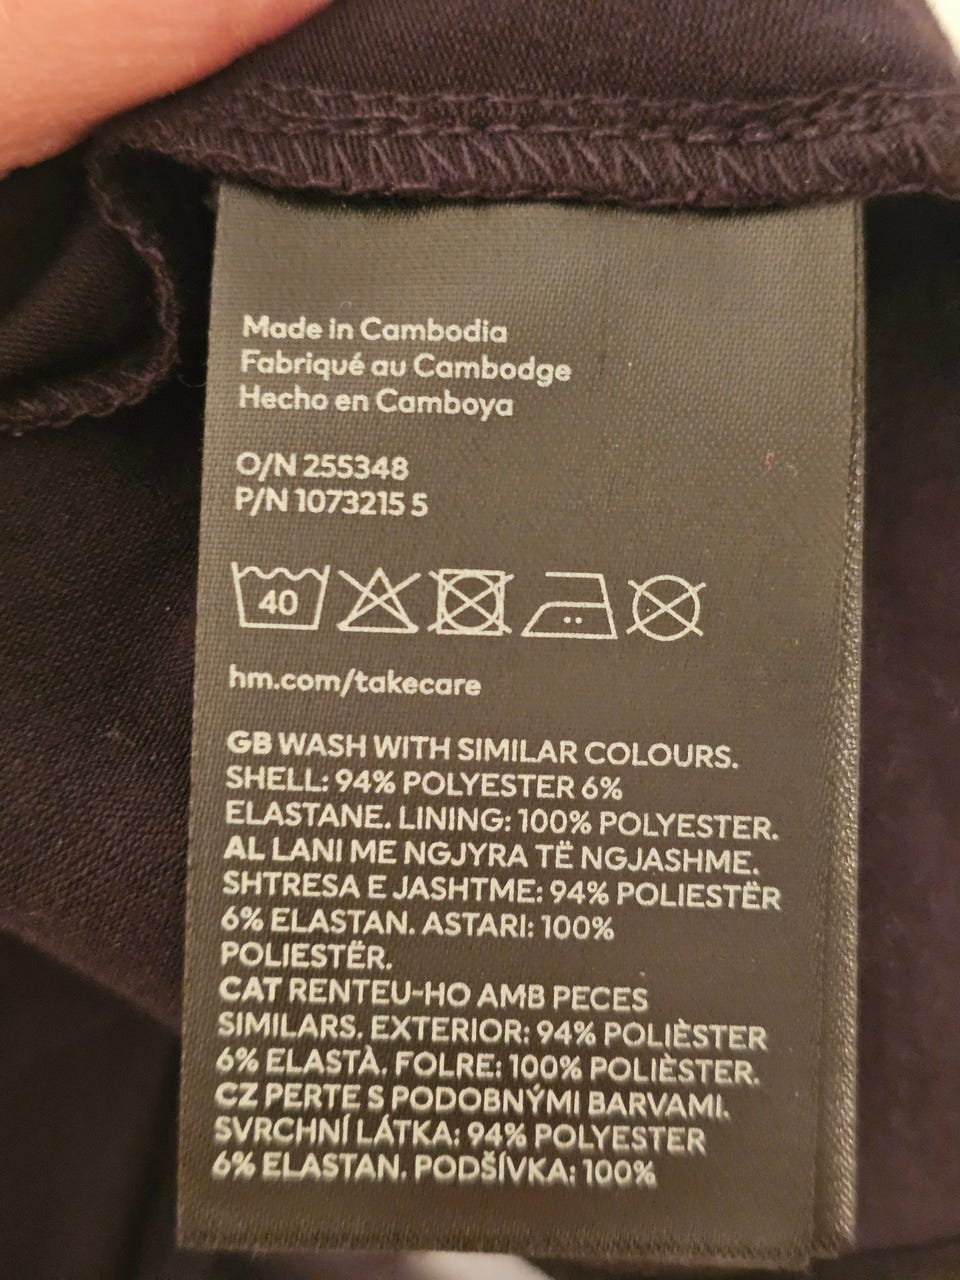 Made in Cambodia
Fabriqué au Cambodge
Hecho en Camboya
O/N 255348
P/N 1073215 5
40
hm.com/takecare
GB WASH WITH SIMILAR COLOURS.
SHELL: 94% POLYESTER 6%
ELASTANE. LINING: 100% POLYESTER.
AL LANI ME NGJYRA TË NGJASHME.
SHTRESA E JASHTME: 94% POLIESTËR
6% ELASTAN. ASTARI: 100%
POLIESTËR.
CAT RENTEU-HO AMB PECES
SIMILARS. EXTERIOR: 94% POLIÈSTER
6% ELASTÀ. FOLRE: 100% POLIÈSTER.
CZ PERTE S PODOBNÝMI BARVAMI.
SVRCHNÍ LÁTKA: 94% POLYESTER
6% ELASTAN. PODŠÍVKA: 100%